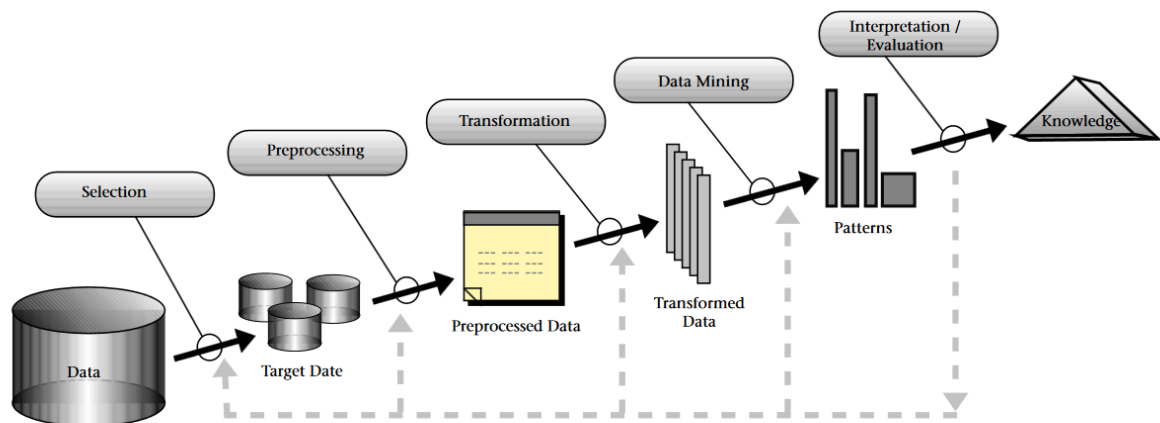 Interpretation /
Evaluation
Data Mining
Transformation
Preprocessing
Selection
Knowledge
Patterns
Transformed
Data
Preprocessed Data
Target Date
Data